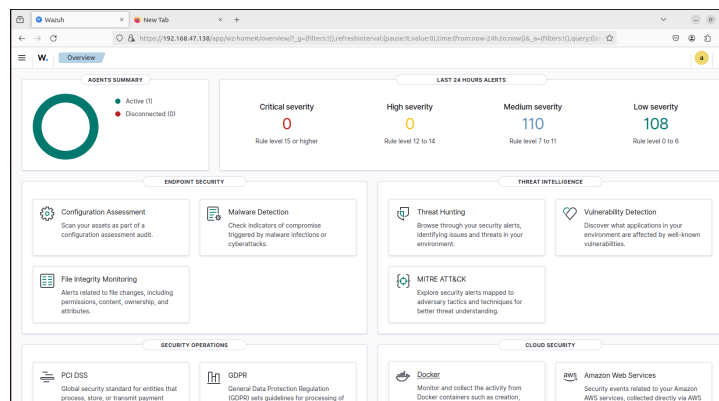 Wazuh
New Tab
https://192.168.47.138/app/wz-home#/overview/?_g=(filters:!(),refreshInterval:(pause:!t,value:0),time:(from:now-24h,to:now))&_a=(filters:!(),query:(lan
W.
Overview
a
AGENTS SUMMARY
Active (1)
Disconnected (0)
LAST 24 HOURS ALERTS
Critical severity
0
Rule level 15 or higher
High severity
0
Rule level 12 to 14
Medium severity
110
Rule level 7 to 11
Low severity
108
Rule level 0 to 6
ENDPOINT SECURITY
Configuration Assessment
Scan your assets as part of a
configuration assessment audit.
Malware Detection
Check indicators of compromise
triggered by malware infections or
cyberattacks.
File Integrity Monitoring
Alerts related to file changes, including
permissions, content, ownership, and
attributes.
THREAT INTELLIGENCE
Threat Hunting
Browse through your security alerts,
identifying issues and threats in your
environment.
Vulnerability Detection
Discover what applications in your
environment are affected by well-known
vulnerabilities.
MITRE ATT&CK
Explore security alerts mapped to
adversary tactics and techniques for
better threat understanding.
SECURITY OPERATIONS
PCI DSS
Global security standard for entities that
process, store, or transmit payment
GDPR
General Data Protection Regulation
(GDPR) sets guidelines for processing of
CLOUD SECURITY
Docker
Monitor and collect the activity from
Docker containers such as creation,
aws
Amazon Web Services
Security events related to your Amazon
AWS services, collected directly via AWS